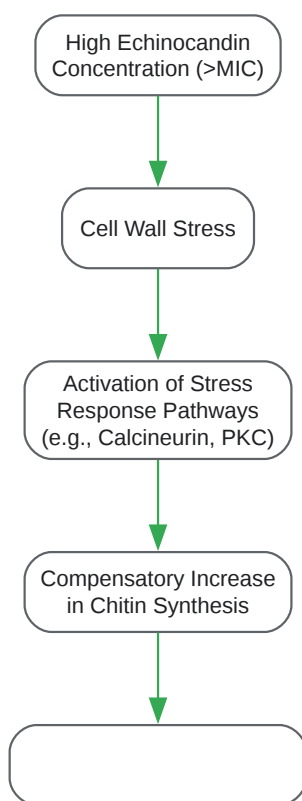 High Echinocandin
Concentration (>MIC)
Cell Wall Stress
Activation of Stress
Response Pathways
(e.g., Calcineurin, PKC)
Compensatory Increase
in Chitin Synthesis